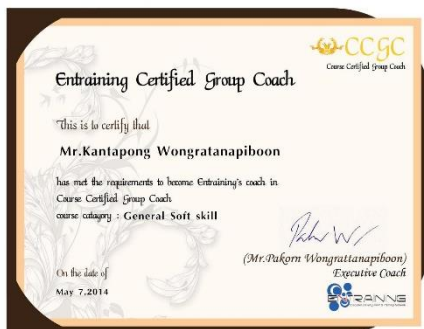 CCGC
Course Certified Group Coach
Entraining Certified Group Coach
This is to certify that
Mr.Kantapong Wongratanapiboon
has met the requirements to become Entraining's coach in
Course Certified Group Coach
course catagory : General Soft skill
(Mr.Pakorn Wongrattanapiboon)
Executive Coach
On the date of
May 7,2014
ENTRAINING